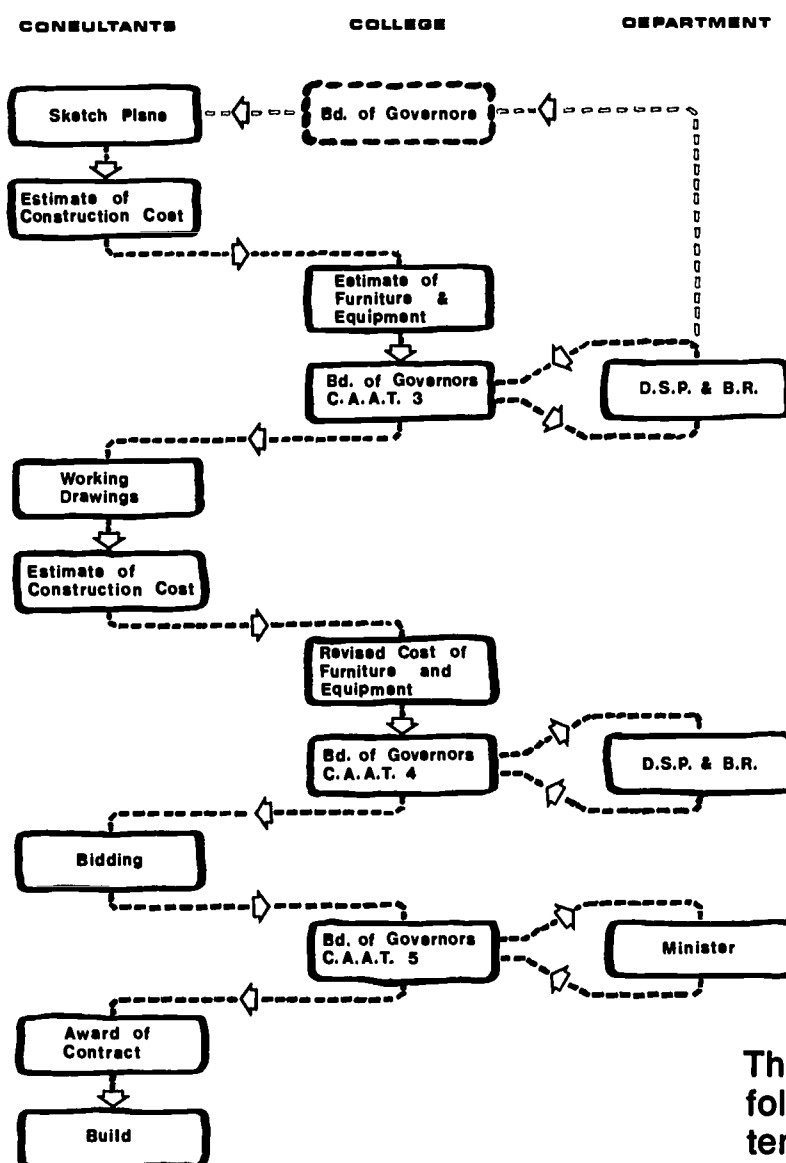 CONSULTANTS COLLEGE DEPARTMENT
Sketch Plans
Bd. of Governors
Estimate of
Construction Cost
Estimate of
Furniture &
Equipment
Bd. of Governors
C.A.A.T. 3
D.S.P. & B.R.
Working
Drawings
Estimate of
Construction Cost
Revised Cost of
Furniture and
Equipment
Bd. of Governors
C.A.A.T. 4
D.S.P. & B.R.
Bidding
Bd. of Governors
C.A.A.T. 5
Minister
Award of
Contract
Build
Th
fol
ter